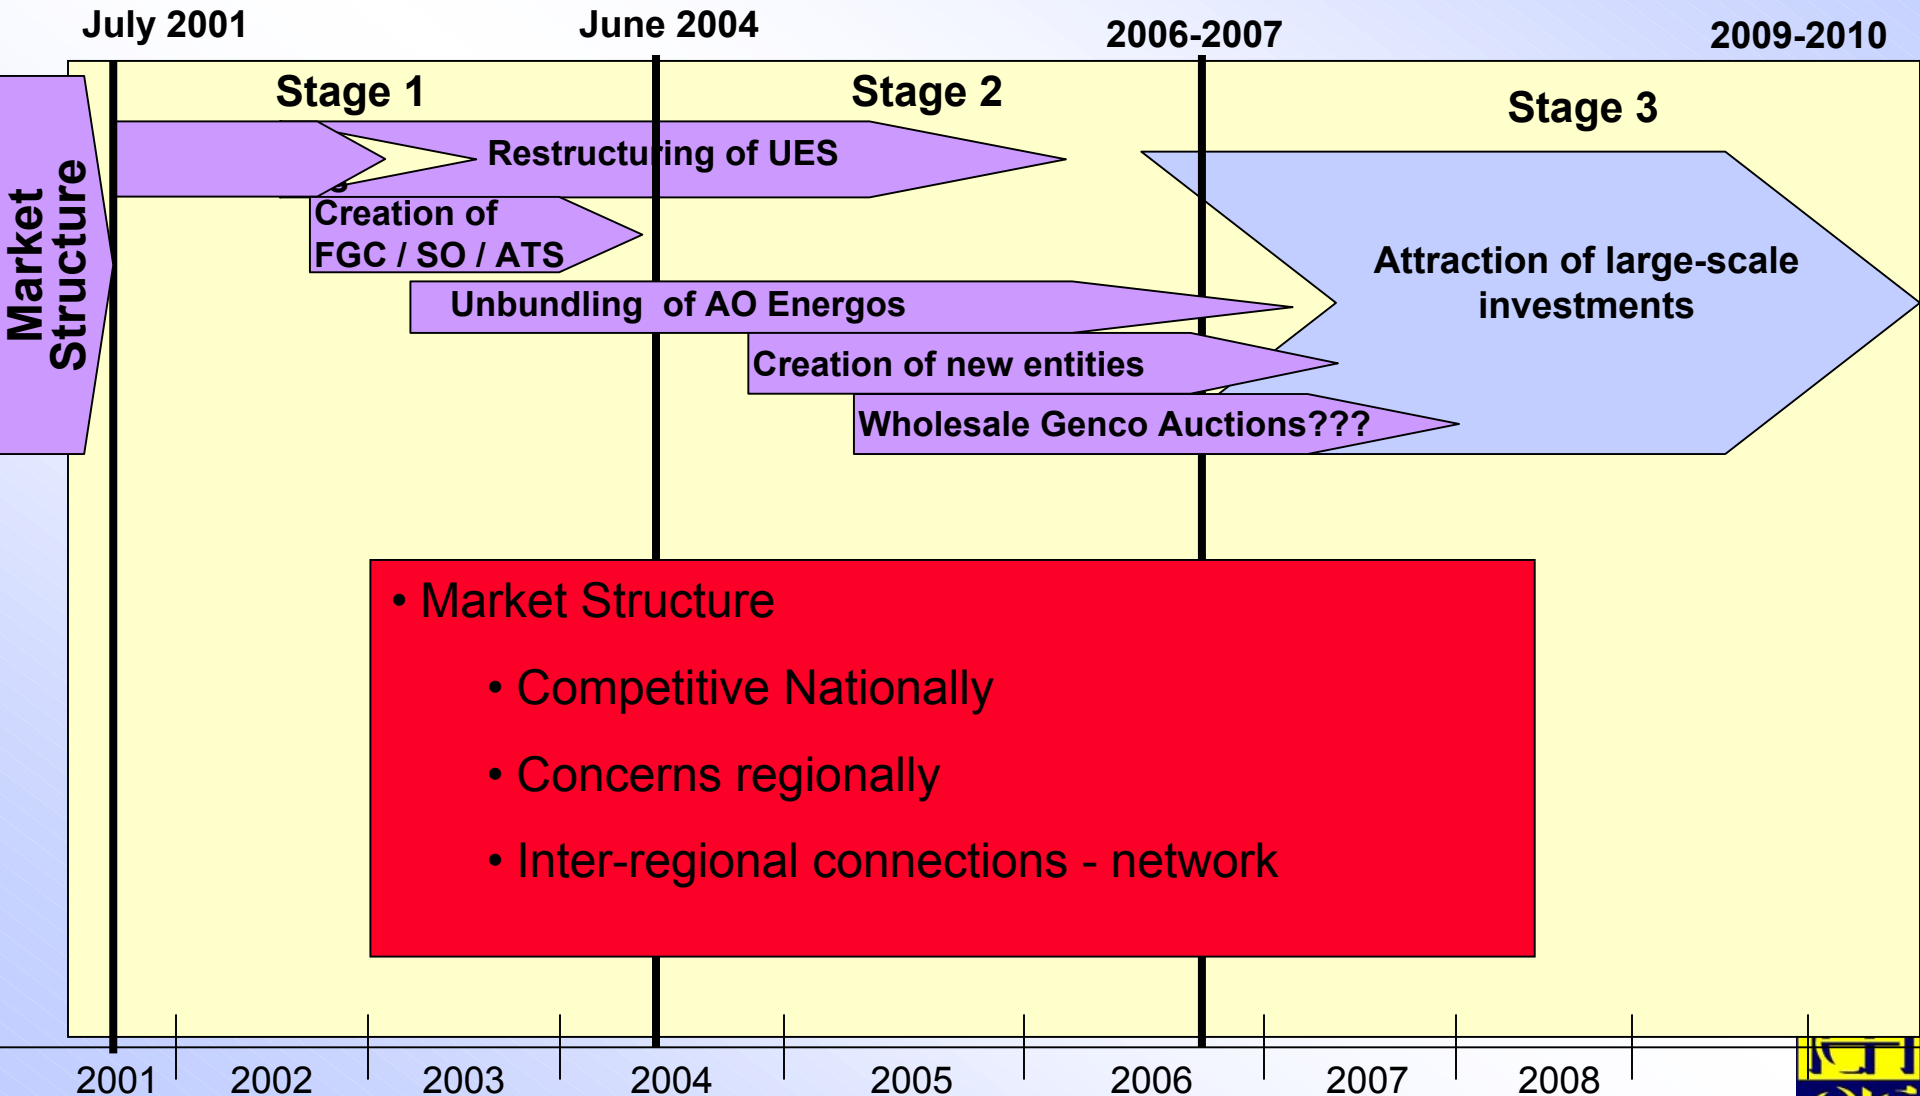 July 2001
June 2004
2006-2007
2009-2010
Stage 1
Stage 2
Stage 3
Market
Structure
Restructuring of UES
Creation of
FGC / SO / ATS
Unbundling of AO Energos
Creation of new entities
Wholesale Genco Auctions???
Attraction of large-scale
investments
• Market Structure
• Competitive Nationally
• Concerns regionally
• Inter-regional connections - network
2001
2002
2003
2004
2005
2006
2007
2008